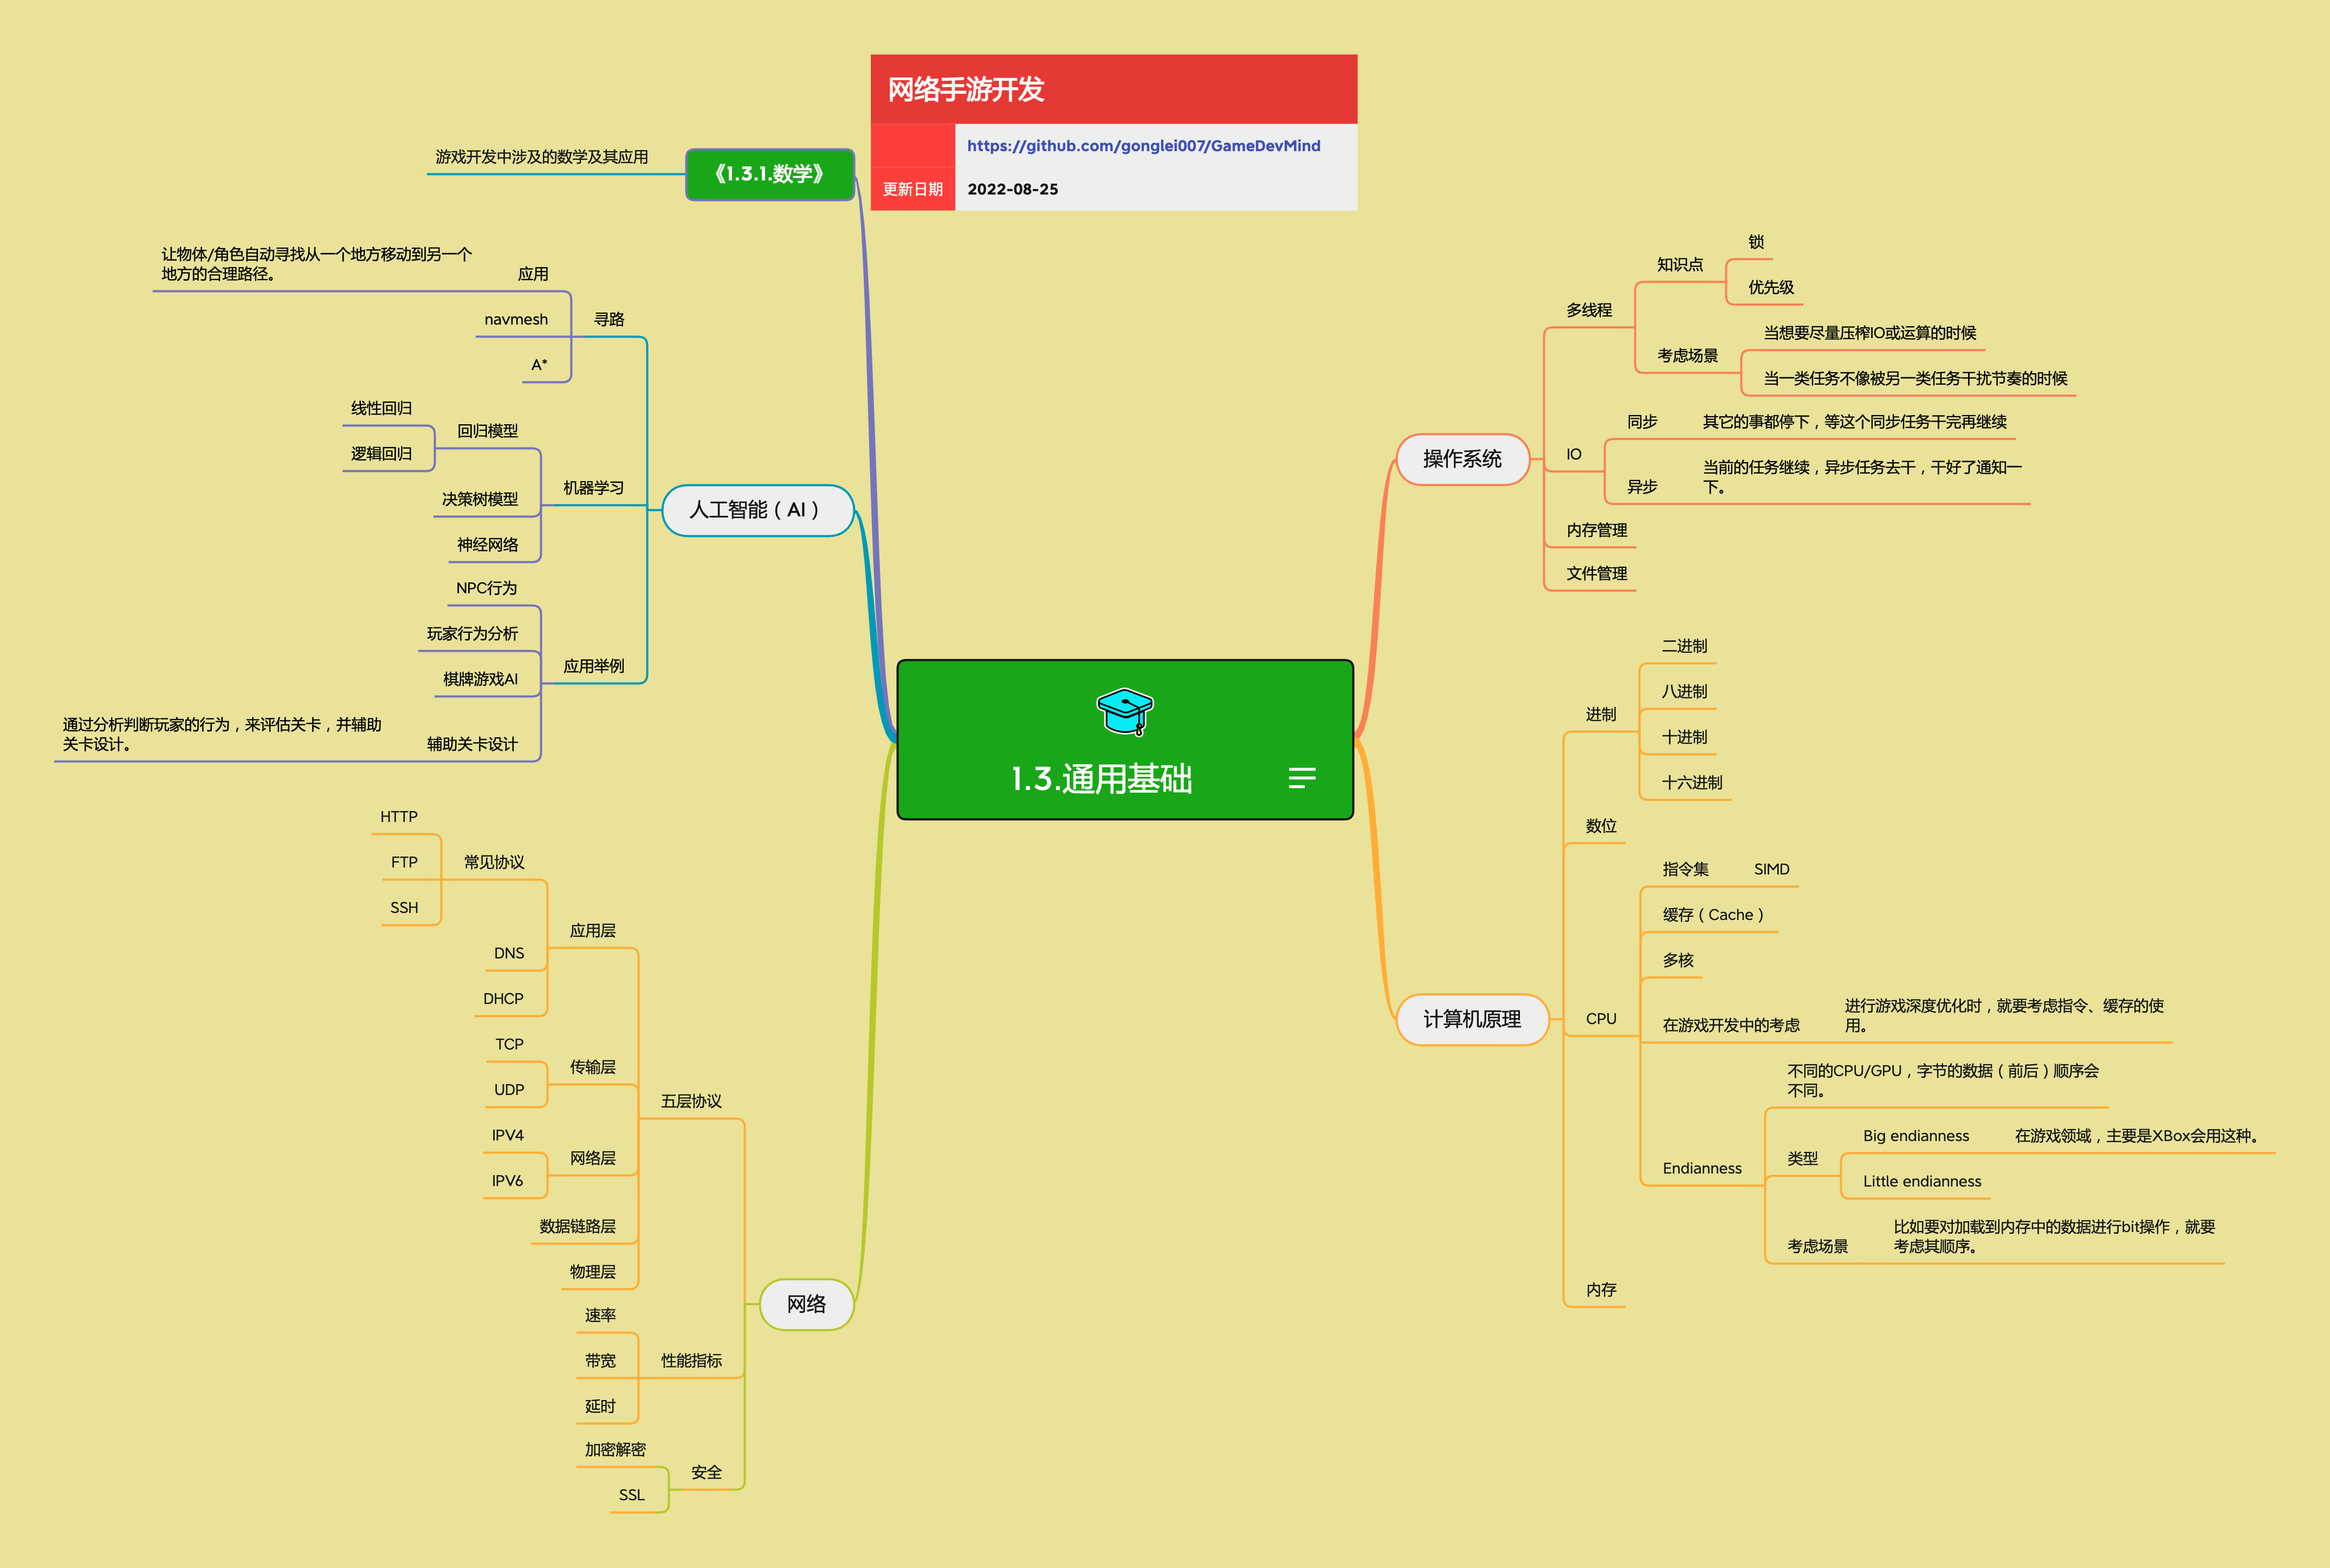 网络手游开发
https://github.com/gonglei007/GameDevMind
更新日期
2022-08-25
1.3.通用基础
《1.3.1.数学》
游戏开发中涉及的数学及其应用
人工智能（AI）
寻路
应用
让物体/角色自动寻找从一个地方移动到另一个
地方的合理路径。
navmesh
A*
机器学习
回归模型
线性回归
逻辑回归
决策树模型
神经网络
应用举例
NPC行为
玩家行为分析
棋牌游戏AI
辅助关卡设计
通过分析判断玩家的行为，来评估关卡，并辅助
关卡设计。
网络
五层协议
应用层
常见协议
HTTP
FTP
SSH
DNS
DHCP
传输层
TCP
UDP
网络层
IPV4
IPV6
数据链路层
物理层
性能指标
速率
带宽
延时
安全
加密解密
SSL
操作系统
多线程
知识点
锁
优先级
考虑场景
当想要尽量压榨IO或运算的时候
当一类任务不像被另一类任务干扰节奏的时候
IO
同步
其它的事都停下，等这个同步任务干完再继续
异步
当前的任务继续，异步任务去干，干好了通知一
下。
内存管理
文件管理
计算机原理
进制
二进制
八进制
十进制
十六进制
数位
CPU
指令集
SIMD
缓存（Cache）
多核
在游戏开发中的考虑
进行游戏深度优化时，就要考虑指令、缓存的使
用。
Endianness
不同的CPU/GPU，字节的数据（前后）顺序会
不同。
类型
Big endianness
在游戏领域，主要是XBox会用这种。
Little endianness
考虑场景
比如要对加载到内存中的数据进行bit操作，就要
考虑其顺序。
内存